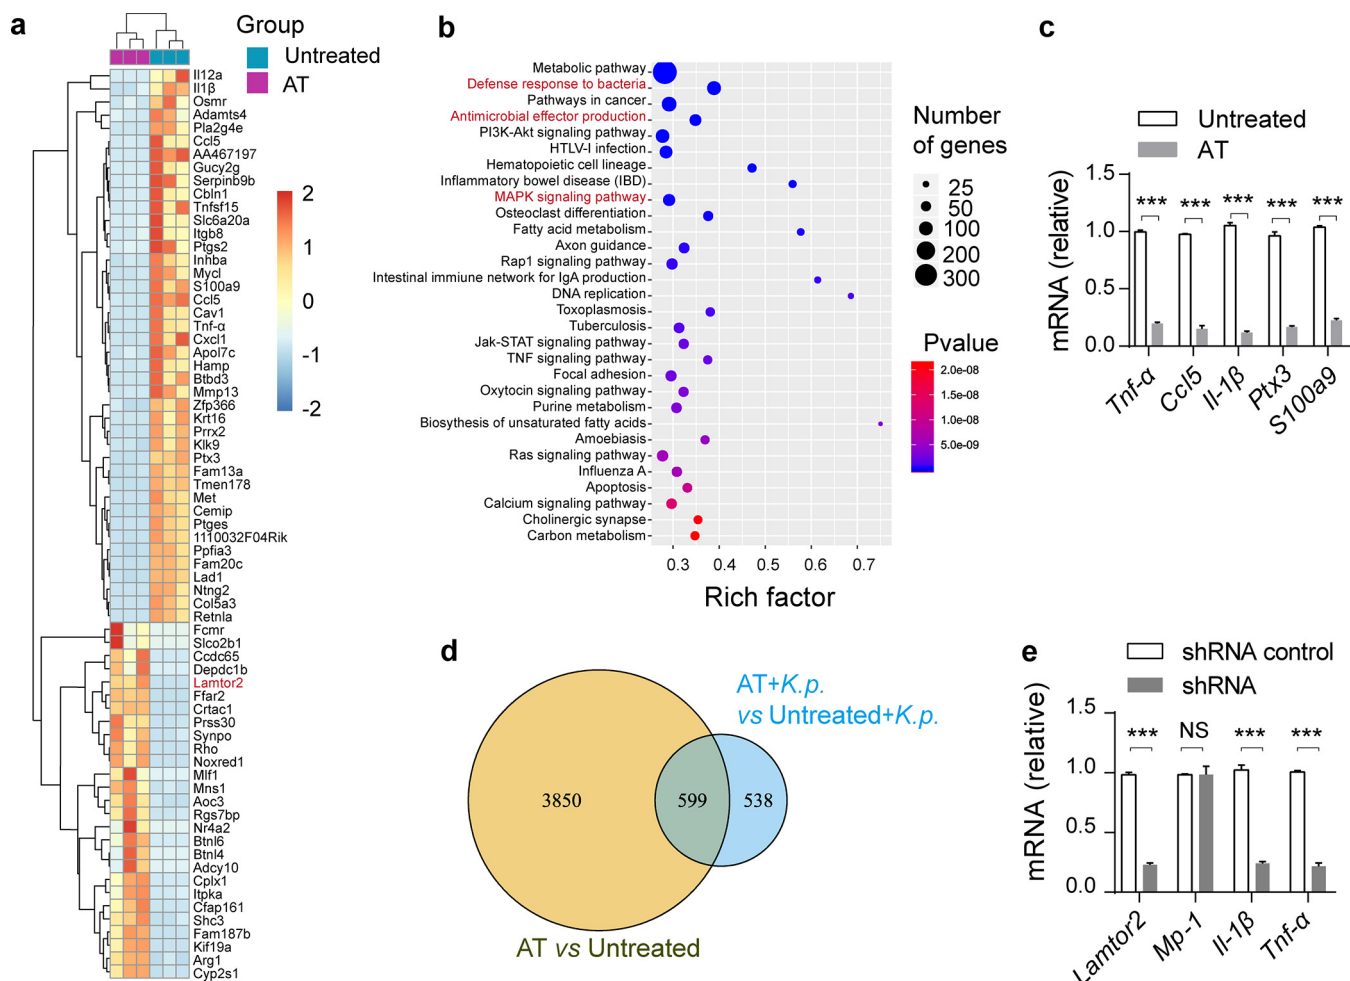 a
Group
Untreated
AT
Il12a
Il1β
Osmr
Adamts4
Pla2g4e
Ccl5
AA467197
Gucy2g
Serpinb9b
Cbln1
Tnfsf15
Slc6a20a
Itgb8
Ptgs2
Inhba
Mycl
S100a9
Ccl5
Cav1
Tnf-α
Cxcl1
Apol7c
Hamp
Btbd3
Mmp13
Zfp366
Krt16
Prrx2
Klk9
Ptx3
Fam13a
Tmen178
Met
Cemip
Ptges
1110032F04Rik
Ppfia3
Fam20c
Lad1
Ntng2
Col5a3
Retnla
Fcmr
Slco2b1
Ccdc65
Depdc1b
Lamtor2
Ffar2
Crtac1
Prss30
Synpo
Rho
Noxred1
Mlf1
Mns1
Aoc3
Rgs7bp
Nr4a2
Btnl6
Btnl4
Adcy10
Cplx1
Itpka
Cfap161
Shc3
Fam187b
Kif19a
Arg1
Cyp2s1
2
1
0
-1
-2
b
Metabolic pathway
Defense response to bacteria
Pathways in cancer
Antimicrobial effector production
PI3K-Akt signaling pathway
HTLV-I infection
Hematopoietic cell lineage
Inflammatory bowel disease (IBD)
MAPK signaling pathway
Osteoclast differentiation
Fatty acid metabolism
Axon guidance
Rap1 signaling pathway
Intestinal immiune network for IgA production
DNA replication
Toxoplasmosis
Tuberculosis
Jak-STAT signaling pathway
TNF signaling pathway
Focal adhesion
Oxytocin signaling pathway
Purine metabolism
Biosythesis of unsaturated fatty acids
Amoebiasis
Ras signaling pathway
Influenza A
Apoptosis
Calcium signaling pathway
Cholinergic synapse
Carbon metabolism
0.3 0.4 0.5 0.6 0.7
Rich factor
Number
of genes
25
50
100
200
300
Pvalue
2.0e-08
1.5e-08
1.0e-08
5.0e-09
c
Untreated
AT
mRNA (relative)
1.5
1.0
0.5
0.0
*** *** *** *** ***
Tnf-α Ccl5 Il-1β Ptx3 S100a9
d
AT+K.p.
vs Untreated+K.p.
3850 599 538
AT vs Untreated
e
shRNA control
shRNA
mRNA (relative)
1.5
1.0
0.5
0.0
*** NS *** ***
Lamtor2 Mp-1 Il-1β Tnf-α